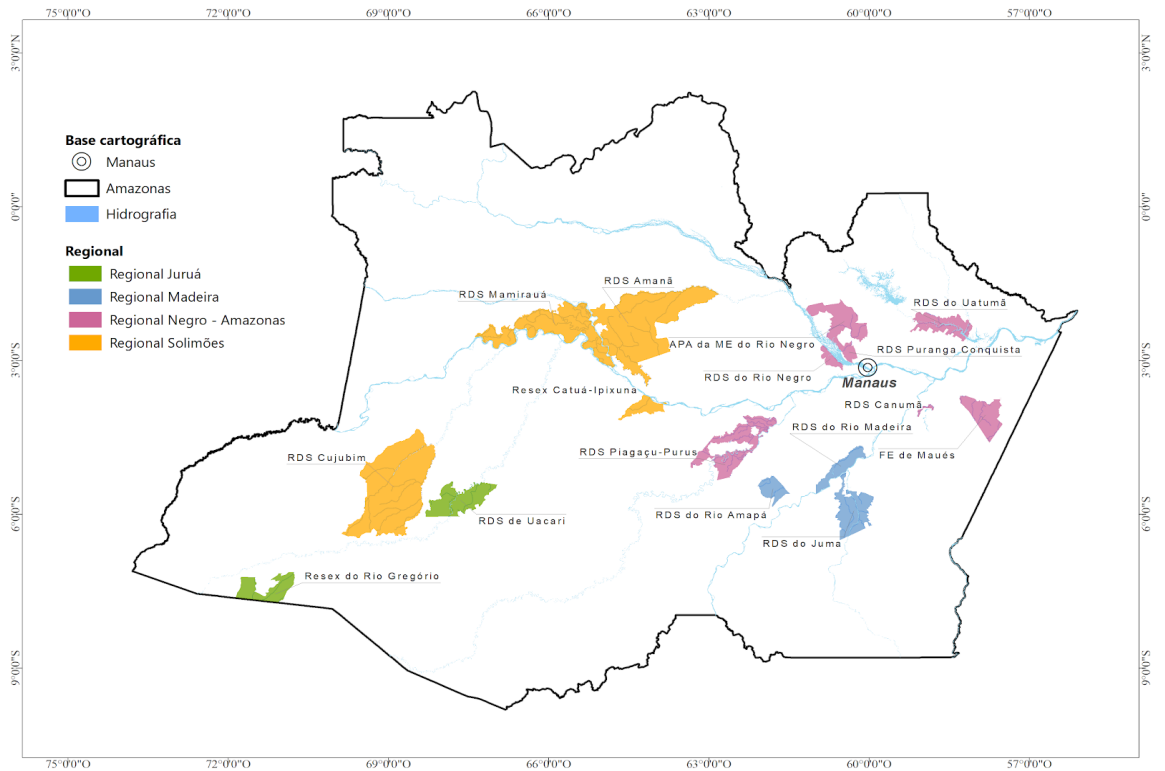 75°0'0"O 72°0'0"O 69°0'0"O 66°0'0"O 63°0'0"O 60°0'0"O 57°0'0"O
3°0'0"N 3°0'0"N
Base cartográfica
Manaus
Amazonas
Hidrografia
0°0'0" 0°0'0"
Regional
Regional Juruá
Regional Madeira
Regional Negro - Amazonas
Regional Solimões
RDS Amanã
RDS Mamirauá
RDS do Uatumã
APA da ME do Rio Negro
RDS Puranga Conquista
3°0'0"S 3°0'0"S
RDS do Rio Negro
Manaus
Resex Catuá-Ipixuna
RDS Canumã
RDS do Rio Madeira
RDS Piagaçu-Purus
FE de Maués
RDS Cujubim
RDS do Rio Amapá
RDS de Uacari
6°0'0"S 6°0'0"S
RDS do Juma
Resex do Rio Gregório
9°0'0"S 9°0'0"S
75°0'0"O 72°0'0"O 69°0'0"O 66°0'0"O 63°0'0"O 60°0'0"O 57°0'0"O